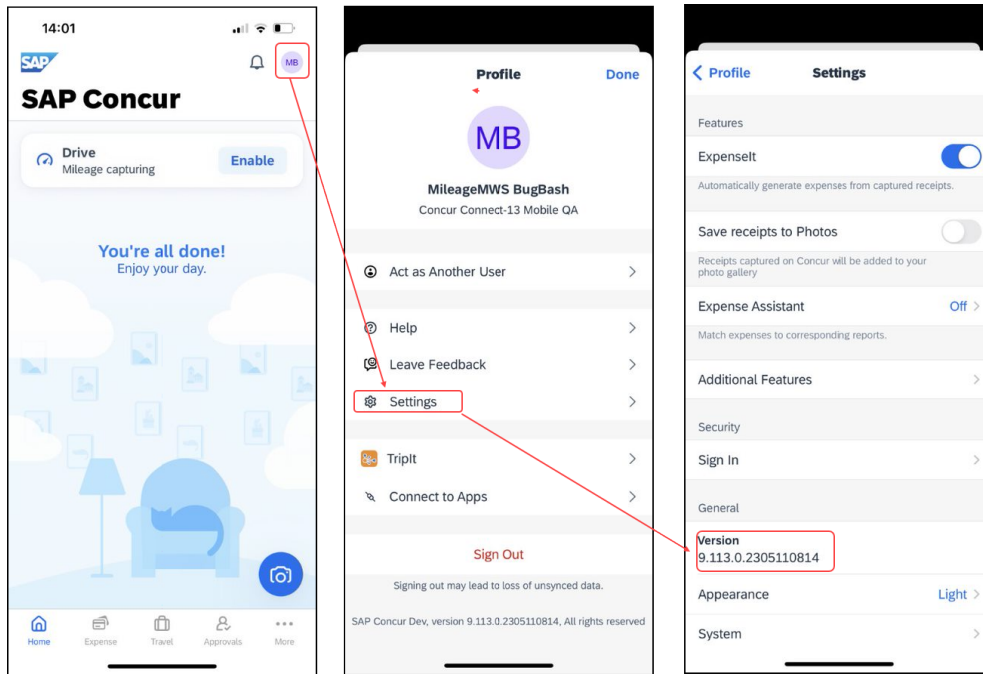 14:01
SAP
MB
SAP Concur
Drive
Mileage capturing
Enable
You're all done!
Enjoy your day.
Home
Expense
Travel
Approvals
More
Profile
Done
MB
MileageMWS BugBash
Concur Connect-13 Mobile QA
Act as Another User
Help
Leave Feedback
Settings
TripIt
Connect to Apps
Sign Out
Signing out may lead to loss of unsynced data.
SAP Concur Dev, version 9.113.0.2305110814, All rights reserved
Profile
Settings
Features
ExpenseIt
Automatically generate expenses from captured receipts.
Save receipts to Photos
Receipts captured on Concur will be added to your
photo gallery
Expense Assistant
Off
Match expenses to corresponding reports.
Additional Features
Security
Sign In
General
Version
9.113.0.2305110814
Appearance
Light
System